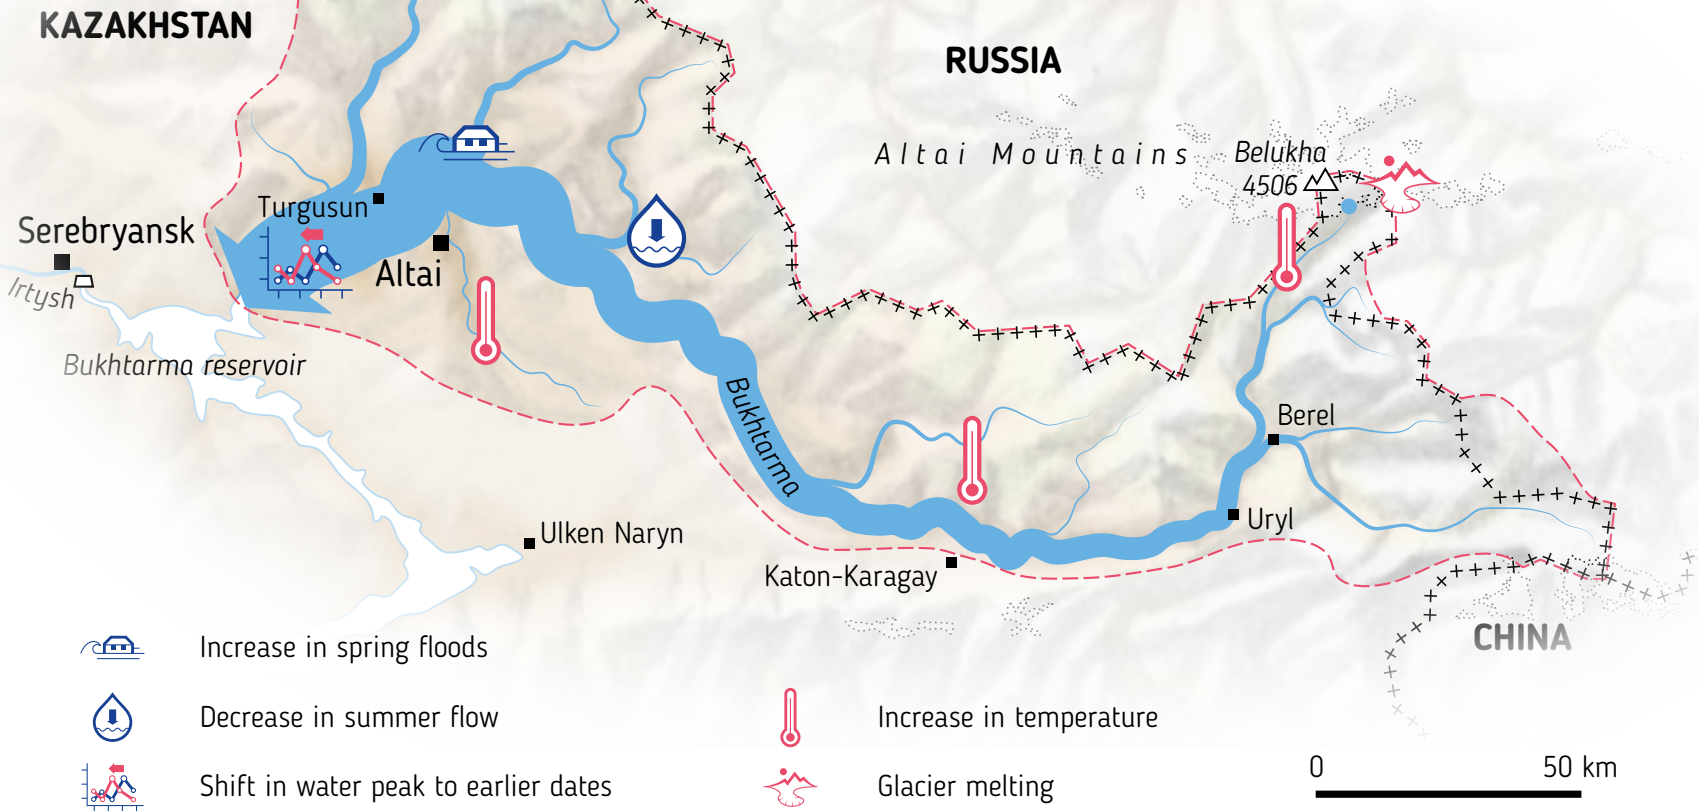 KAZAKHSTAN
RUSSIA
Altai Mountains
Belukha
4506
Turgusun
Serebryansk
Altai
Irtysh
Bukhtarma reservoir
Bukhtarma
Berel
Uryl
Ulken Naryn
Katon-Karagay
CHINA
Increase in spring floods
Decrease in summer flow
Shift in water peak to earlier dates
Increase in temperature
Glacier melting
0 50 km